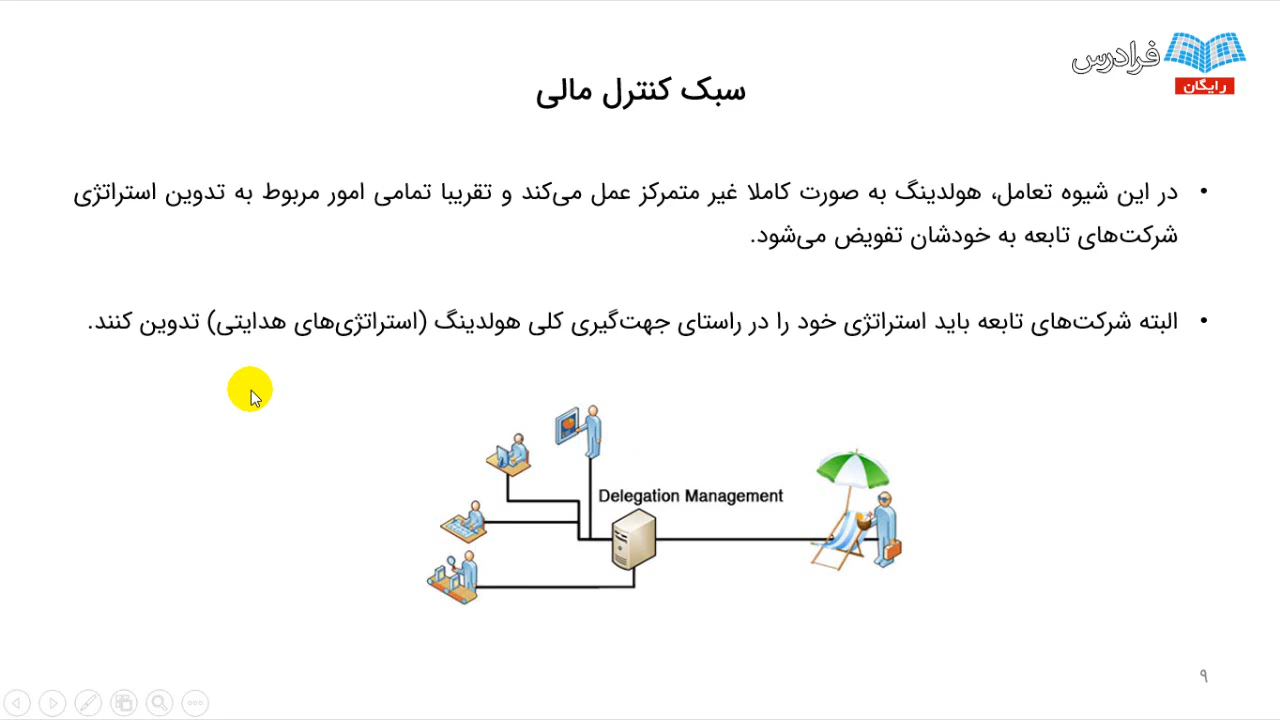 فرادرس
رایگان
سبک کنترل مالی
• در این شیوه تعامل، هولدینگ به صورت کاملا غیر متمرکز عمل می‌کند و تقریبا تمامی امور مربوط به تدوین استراتژی
شرکت‌های تابعه به خودشان تفویض می‌شود.
• البته شرکت‌های تابعه باید استراتژی خود را در راستای جهت‌گیری کلی هولدینگ (استراتژی‌های هدایتی) تدوین کنند.
Delegation Management
۹